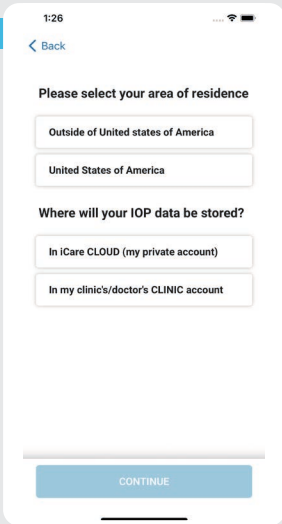 1:26
Back
Please select your area of residence
Outside of United states of America
United States of America
Where will your IOP data be stored?
In iCare CLOUD (my private account)
In my clinic's/doctor's CLINIC account
CONTINUE